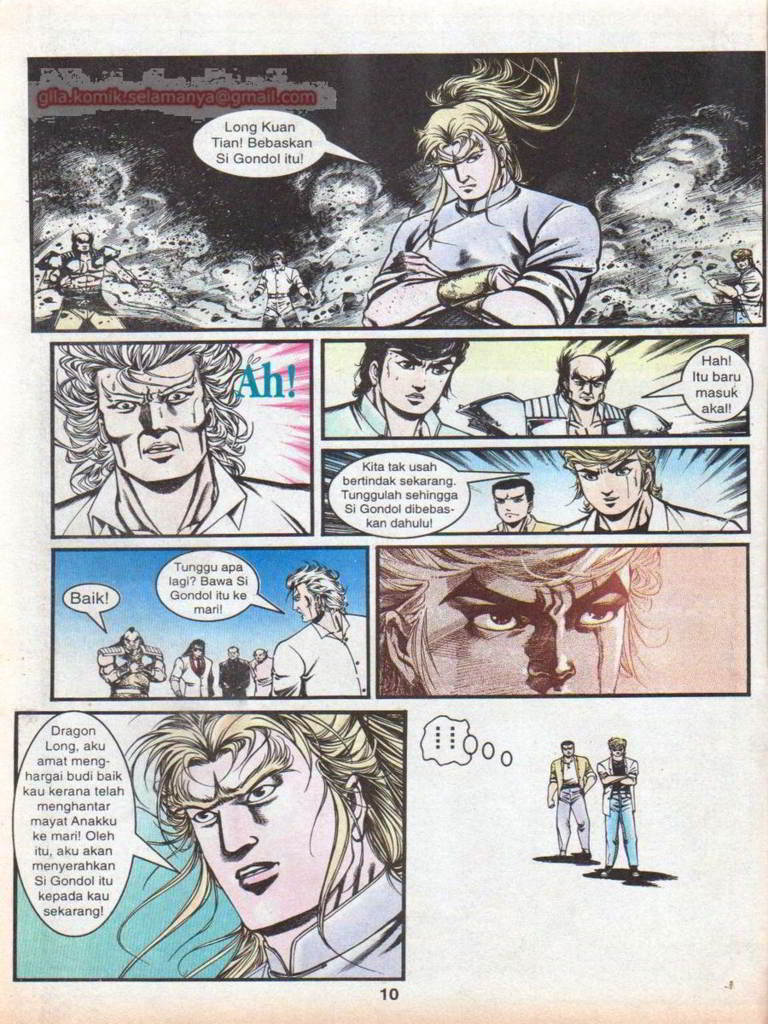 gila.komik.selamanya@gmail.com
Long Kuan
Tian! Bebaskan
Si Gondol itu!
Ah!
Hah!
Itu baru
masuk
akal!
Kita tak usah
bertindak sekarang.
Tunggulah sehingga
Si Gondol dibebas-
kan dahulu!
Baik!
Tunggu apa
lagi? Bawa Si
Gondol itu ke
mari!
Dragon
Long, aku
amat meng-
hargai budi baik
kau kerana telah
menghantar
mayat Anakku
ke mari! Oleh
itu, aku akan
menyerahkan
Si Gondol itu
kepada kau
sekarang!
!!
10